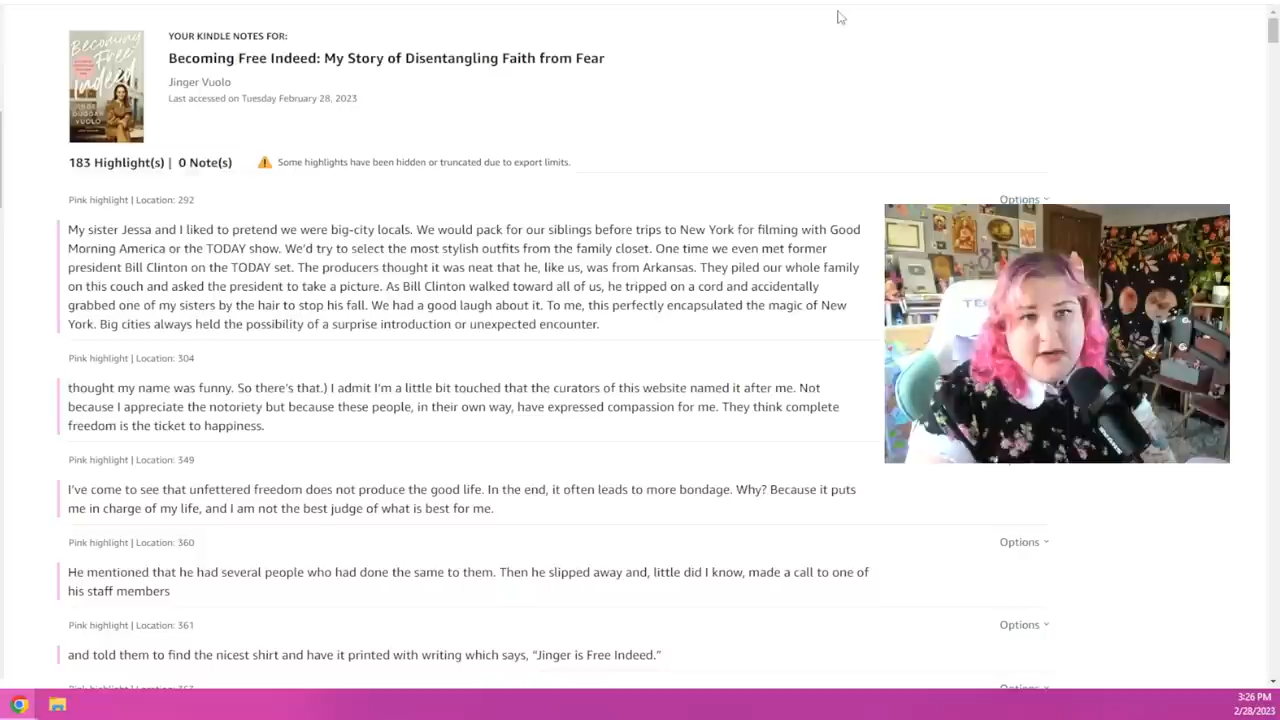 YOUR KINDLE NOTES FOR:
Becoming Free Indeed: My Story of Disentangling Faith from Fear
Jinger Vuolo
Last accessed on Tuesday February 28, 2023
Becoming
Free
Indeed
183 Highlight(s) | 0 Note(s)
Some highlights have been hidden or truncated due to export limits.
Pink highlight | Location: 292
Options
My sister Jessa and I liked to pretend we were big-city locals. We would pack for our siblings before trips to New York for filming with Good
Morning America or the TODAY show. We'd try to select the most stylish outfits from the family closet. One time we even met former
president Bill Clinton on the TODAY set. The producers thought it was neat that he, like us, was from Arkansas. They piled our whole family
on this couch and asked the president to take a picture. As Bill Clinton walked toward all of us, he tripped on a cord and accidentally
grabbed one of my sisters by the hair to stop his fall. We had a good laugh about it. To me, this perfectly encapsulated the magic of New
York. Big cities always held the possibility of a surprise introduction or unexpected encounter.
Pink highlight | Location: 304
thought my name was funny. So there's that.) I admit I'm a little bit touched that the curators of this website named it after me. Not
because I appreciate the notoriety but because these people, in their own way, have expressed compassion for me. They think complete
freedom is the ticket to happiness.
Pink highlight | Location: 349
I've come to see that unfettered freedom does not produce the good life. In the end, it often leads to more bondage. Why? Because it puts
me in charge of my life, and I am not the best judge of what is best for me.
Pink highlight | Location: 360
Options
He mentioned that he had several people who had done the same to them. Then he slipped away and, little did I know, made a call to one of
his staff members
Pink highlight | Location: 361
Options
and told them to find the nicest shirt and have it printed with writing which says, "Jinger is Free Indeed."
3:26 PM
2/28/2023